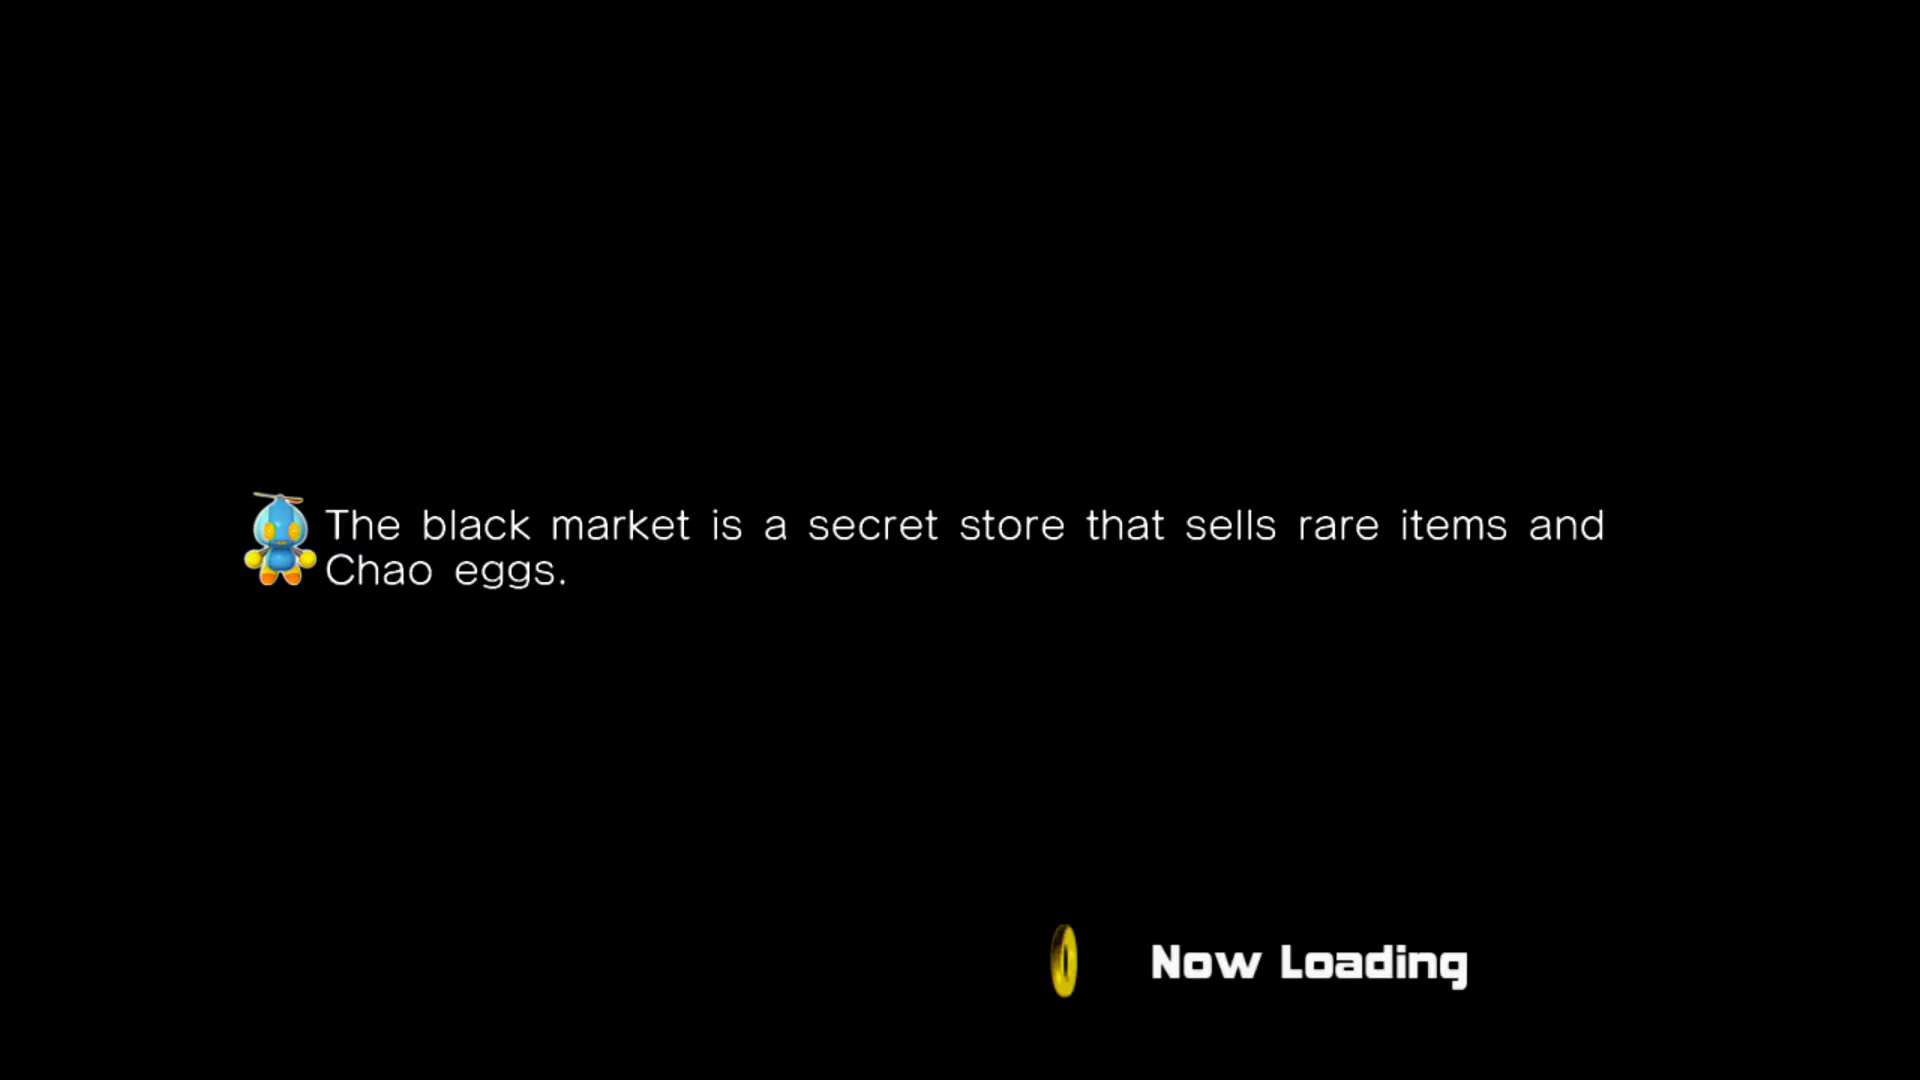 The black market is a secret store that sells rare items and
Chao eggs.
Now Loading